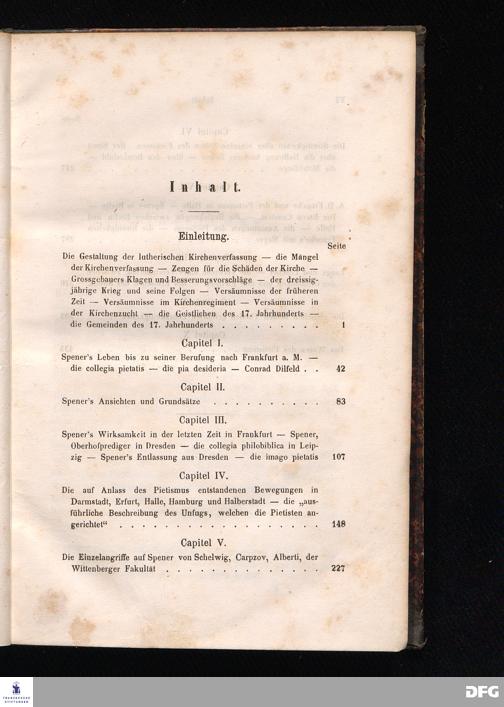 Inhalt.
Einleitung.
Seite
Die Gestaltung der lutherischen Kirchenverfassung — die Mängel
der Kirchenverfassung — Zeugen für die Schäden der Kirche —
Grossgebauers Klagen und Besserungsvorschläge — der dreissig-
jährige Krieg und seine Folgen — Versäumnisse der früheren
Zeit — Versäumnisse im Kirchenregiment — Versäumnisse in
der Kirchenzucht — die Geistlichen des 17. Jahrhunderts —
die Gemeinden des 17. Jahrhunderts . . . . . . . . . 1
Capitel I.
Spener's Leben bis zu seiner Berufung nach Frankfurt a. M. —
die collegia pietatis — die pia desideria — Conrad Dilfeld . . 42
Capitel II.
Spener's Ansichten und Grundsätze . . . . . . . . . . 83
Capitel III.
Spener's Wirksamkeit in der letzten Zeit in Frankfurt — Spener,
Oberhofprediger in Dresden — die collegia philobiblica in Leip-
zig — Spener's Entlassung aus Dresden — die imago pietatis 107
Capitel IV.
Die auf Anlass des Pietismus entstandenen Bewegungen in
Darmstadt, Erfurt, Halle, Hamburg und Halberstadt — die „aus-
führliche Beschreibung des Unfugs, welchen die Pietisten an-
gerichtet“ . . . . . . . . . . . . . . . . . . 148
Capitel V.
Die Einzelangriffe auf Spener von Schelwig, Carpzov, Alberti, der
Wittenberger Fakultät . . . . . . . . . . . . . . 227
FRANCKESCHE
STIFTUNGEN
DFG